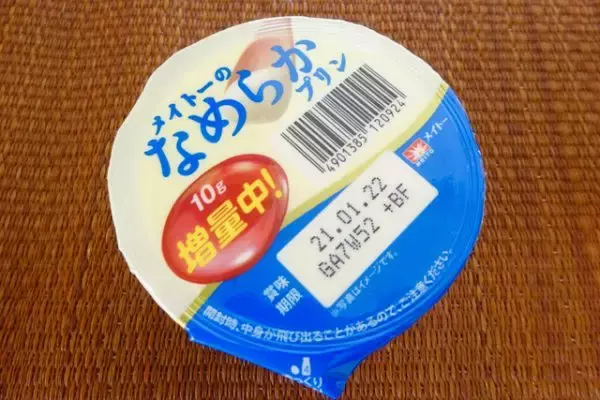 メイトーの
なめらか
プリン
10g
増量中!
4901385 120924
メイトー
21.01.22
GA7W52 +BF
賞味
期限
※写真はイメージです。
開封時、中身が飛び出ることがあるので、ご注意ください。